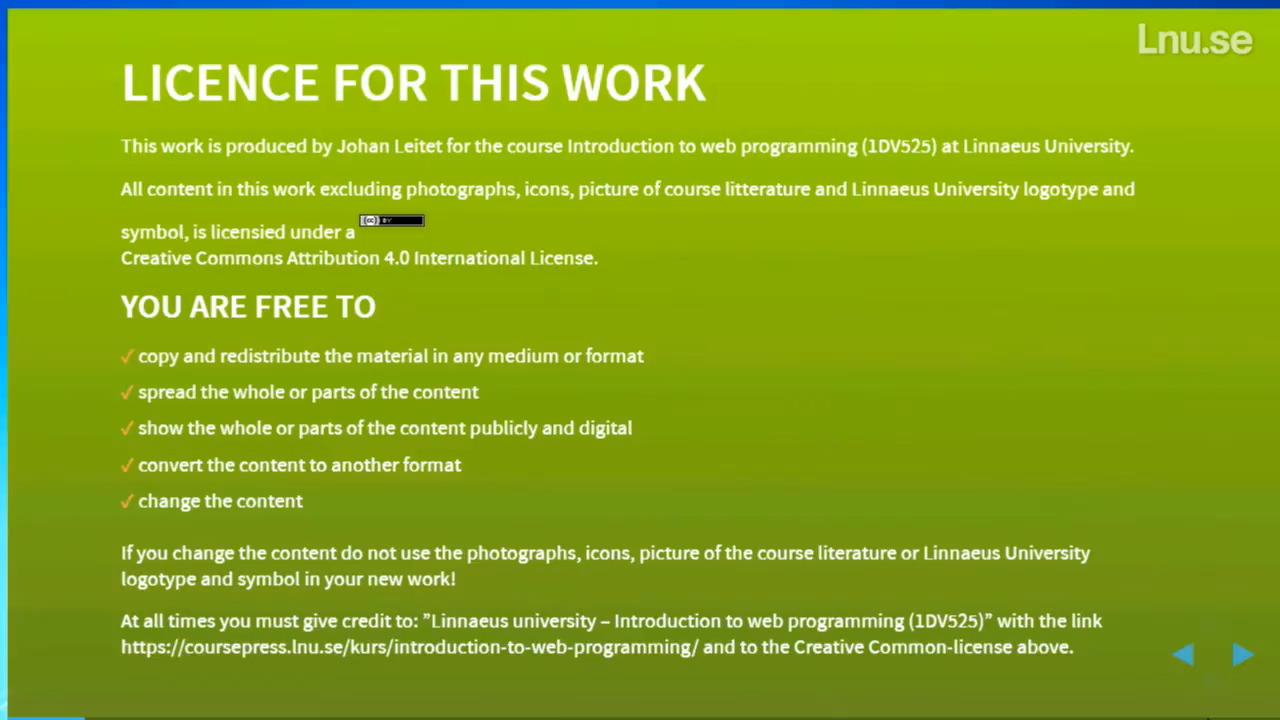 Lnu.se
LICENCE FOR THIS WORK
This work is produced by Johan Leitet for the course Introduction to web programming (1DV525) at Linnaeus University.
All content in this work excluding photographs, icons, picture of course litterature and Linnaeus University logotype and
symbol, is licensied under a (cc) BY
Creative Commons Attribution 4.0 International License.
YOU ARE FREE TO
✓ copy and redistribute the material in any medium or format
✓ spread the whole or parts of the content
✓ show the whole or parts of the content publicly and digital
✓ convert the content to another format
✓ change the content
If you change the content do not use the photographs, icons, picture of the course literature or Linnaeus University
logotype and symbol in your new work!
At all times you must give credit to: ”Linnaeus university – Introduction to web programming (1DV525)” with the link
https://coursepress.lnu.se/kurs/introduction-to-web-programming/ and to the Creative Common-license above.